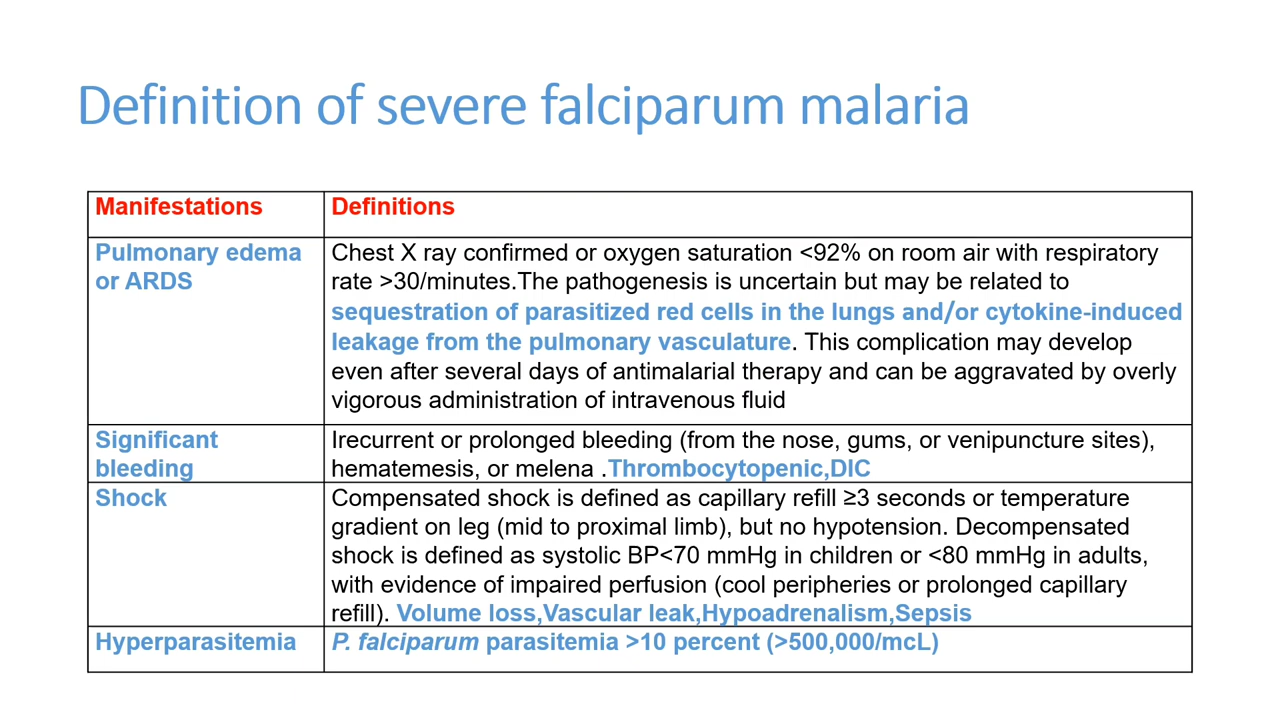 Definition of severe falciparum malaria
Manifestations
Definitions
Pulmonary edema
or ARDS
Chest X ray confirmed or oxygen saturation <92% on room air with respiratory
rate >30/minutes.The pathogenesis is uncertain but may be related to
sequestration of parasitized red cells in the lungs and/or cytokine-induced
leakage from the pulmonary vasculature. This complication may develop
even after several days of antimalarial therapy and can be aggravated by overly
vigorous administration of intravenous fluid
Significant
bleeding
Irecurrent or prolonged bleeding (from the nose, gums, or venipuncture sites),
hematemesis, or melena .Thrombocytopenic,DIC
Shock
Compensated shock is defined as capillary refill ≥3 seconds or temperature
gradient on leg (mid to proximal limb), but no hypotension. Decompensated
shock is defined as systolic BP<70 mmHg in children or <80 mmHg in adults,
with evidence of impaired perfusion (cool peripheries or prolonged capillary
refill). Volume loss,Vascular leak,Hypoadrenalism,Sepsis
Hyperparasitemia
P. falciparum parasitemia >10 percent (>500,000/mcL)